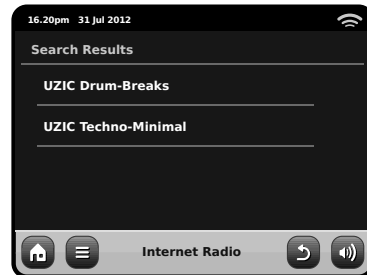 16.20pm 31 Jul 2012
Search Results
UZIC Drum-Breaks
UZIC Techno-Minimal
Internet Radio